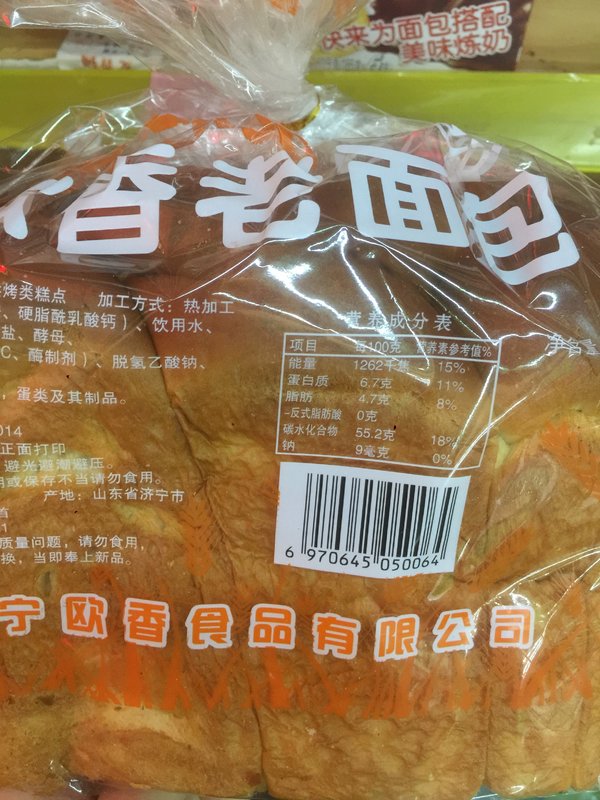 快来为面包搭配
美味炼奶
香老面包
烤类糕点 加工方式：热加工
、硬脂酰乳酸钙）、饮用水、
盐、酵母、
C、酶制剂）、脱氢乙酸钠、
，蛋类及其制品。
014
正面打印
避光避潮避压。
或保存不当请勿食用。
产地：山东省济宁市
首
1
质量问题，请勿食用，
换，当即奉上新品。
营养成分表
项目 每100克 营养素参考值%
能量 1262千焦 15%
蛋白质 6.7克 11%
脂肪 4.7克 8%
-反式脂肪酸 0克
碳水化合物 55.2克 18%
钠 9毫克 0%
6 970645 050064
宁欧香食品有限公司